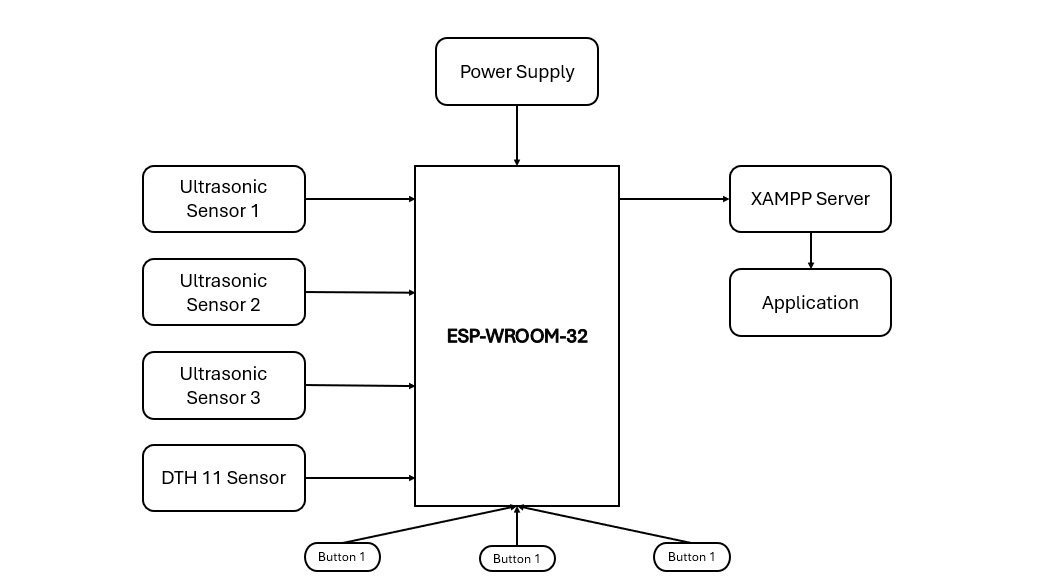 Power Supply
Ultrasonic
Sensor 1
XAMPP Server
Ultrasonic
Sensor 2
Application
ESP-WROOM-32
Ultrasonic
Sensor 3
DTH 11 Sensor
Button 1
Button 1
Button 1